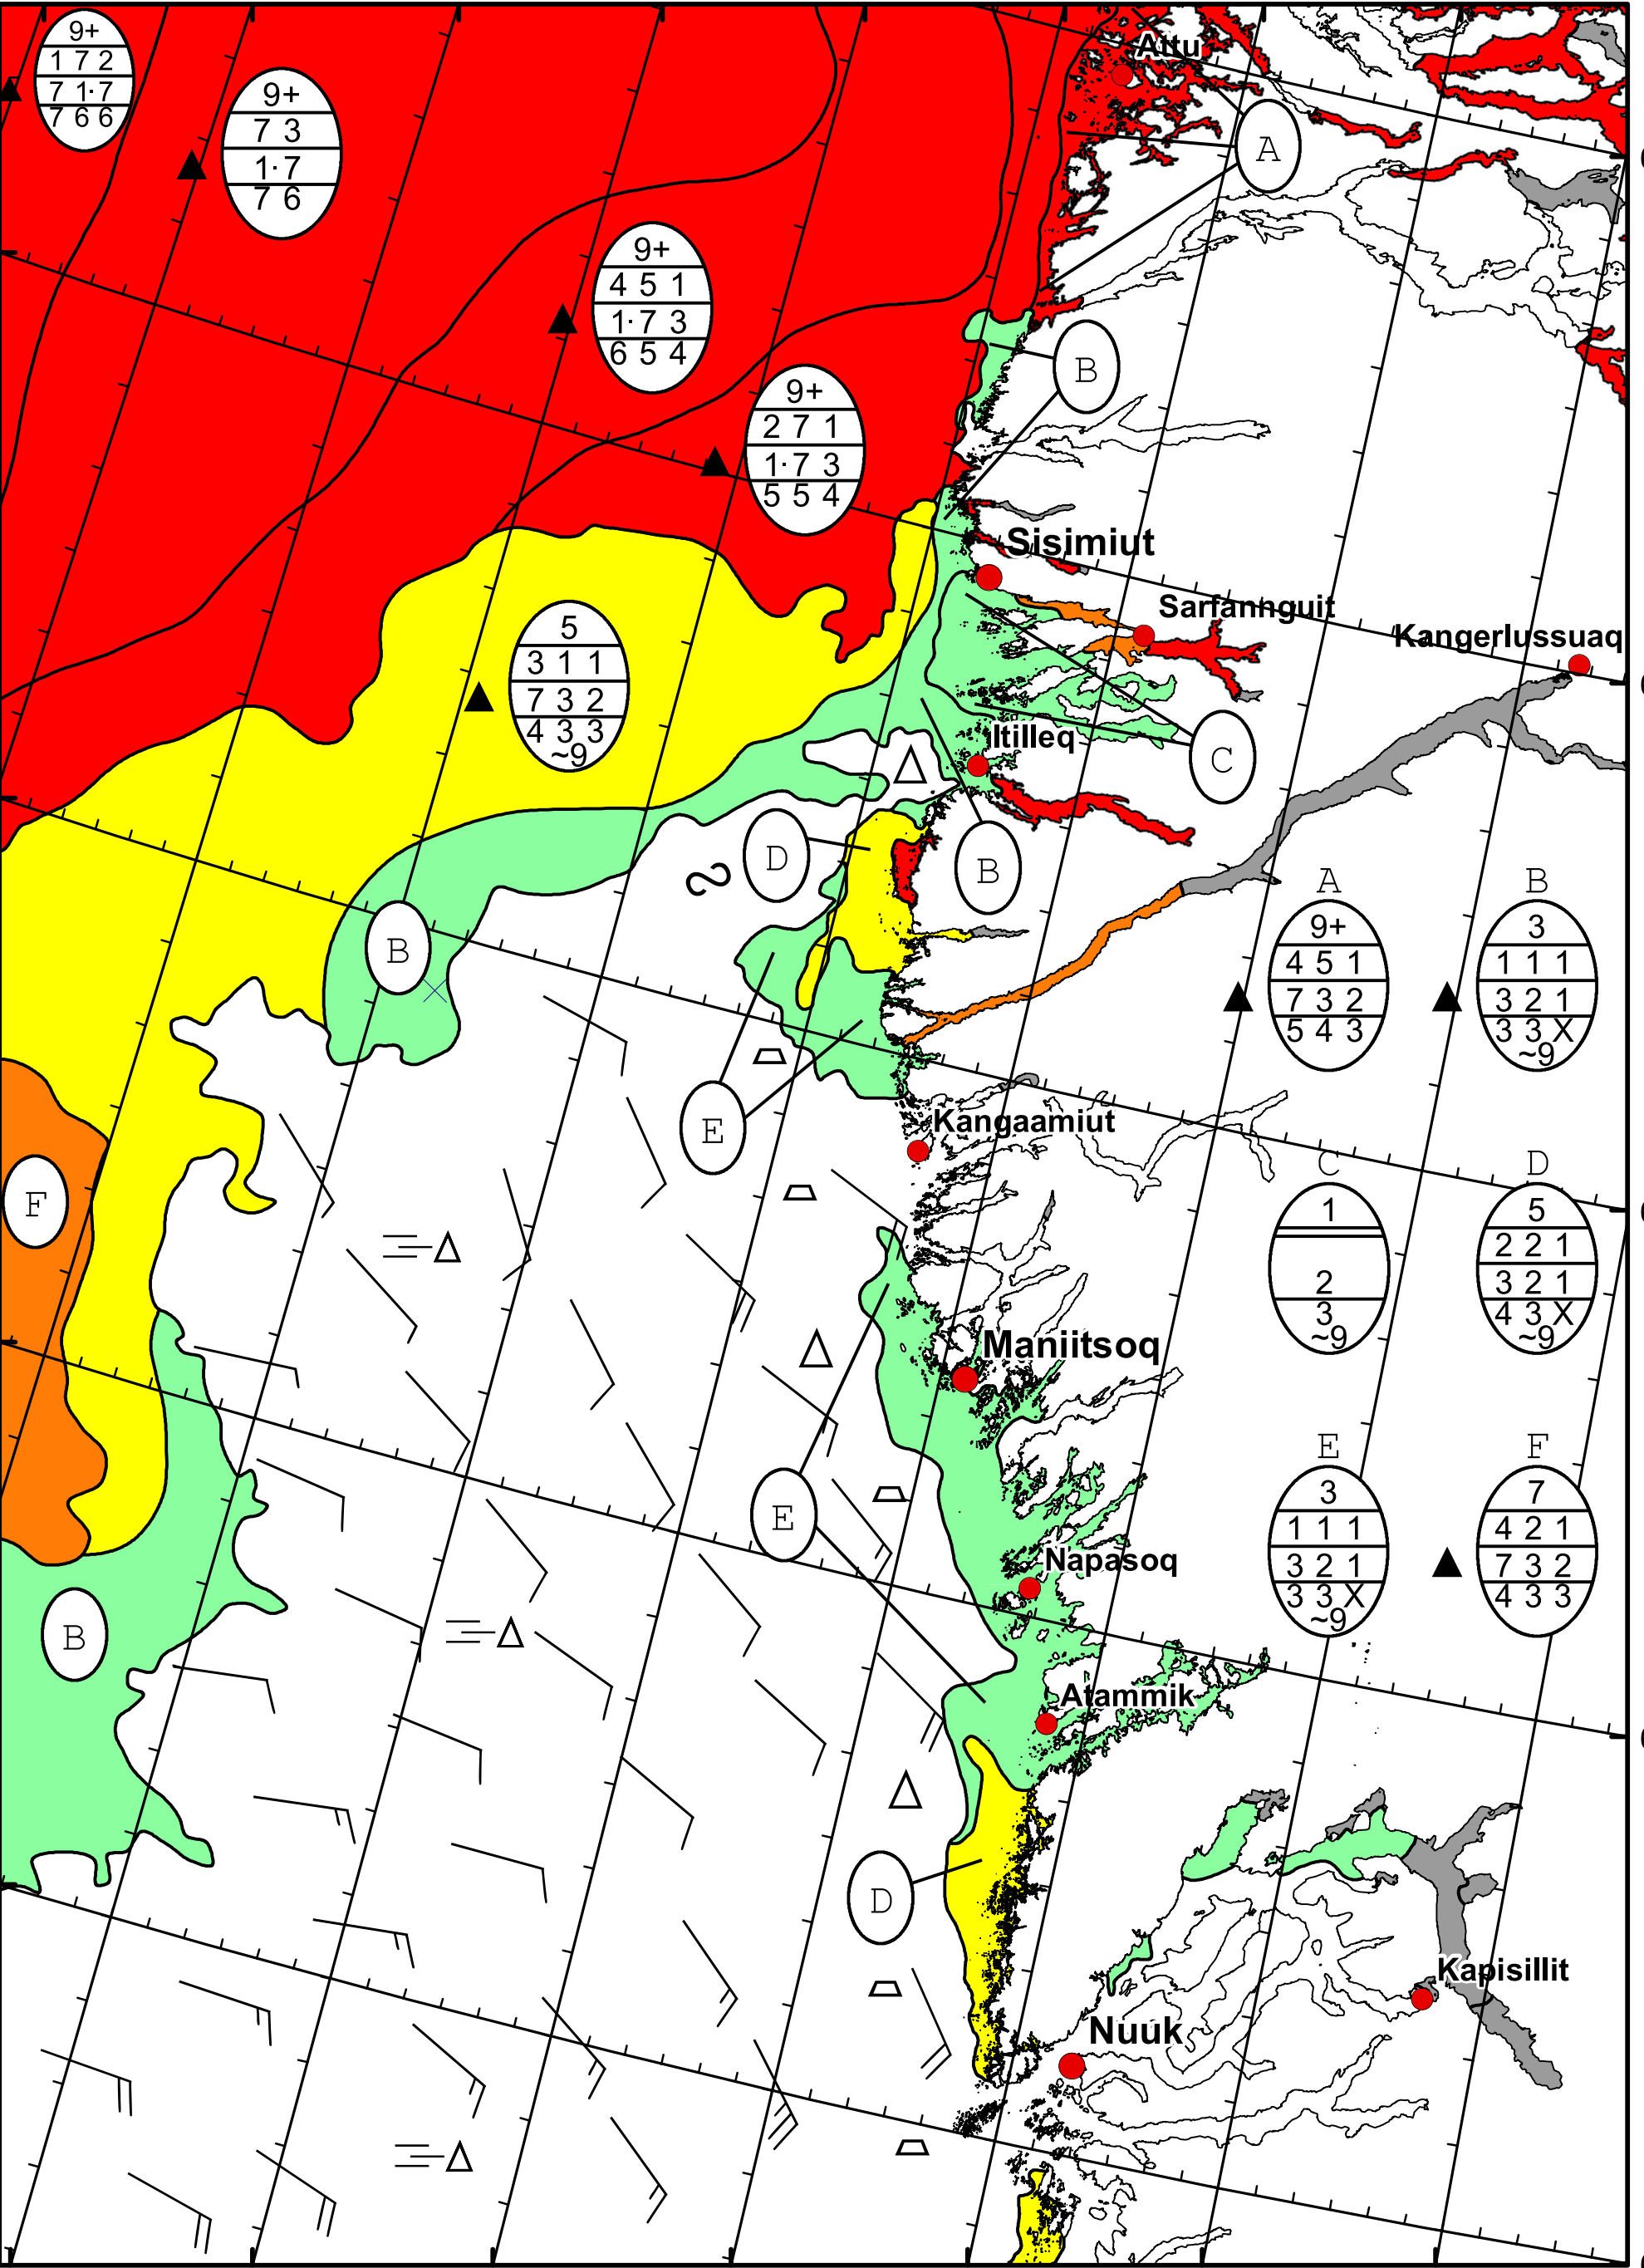 Attu
9+
1 7 2
7 1· 7
7 6 6
9+
7 3
1· 7
7 6
A
9+
4 5 1
1· 7 3
6 5 4
B
9+
2 7 1
1· 7 3
5 5 4
Sisimiut
Sarfannguit
Kangerlussuaq
5
3 1 1
7 3 2
4 3 3
~9
Itilleq
C
D
B
B
A
9+
4 5 1
7 3 2
5 4 3
B
3
1 1 1
3 2 1
3 3 X
~9
E
Kangaamiut
F
C
1
2
3
~9
D
5
2 2 1
3 2 1
4 3 X
~9
Maniitsoq
E
3
1 1 1
3 2 1
3 3 X
~9
F
7
4 2 1
7 3 2
4 3 3
E
Napasoq
B
Atammik
D
Kapisillit
Nuuk